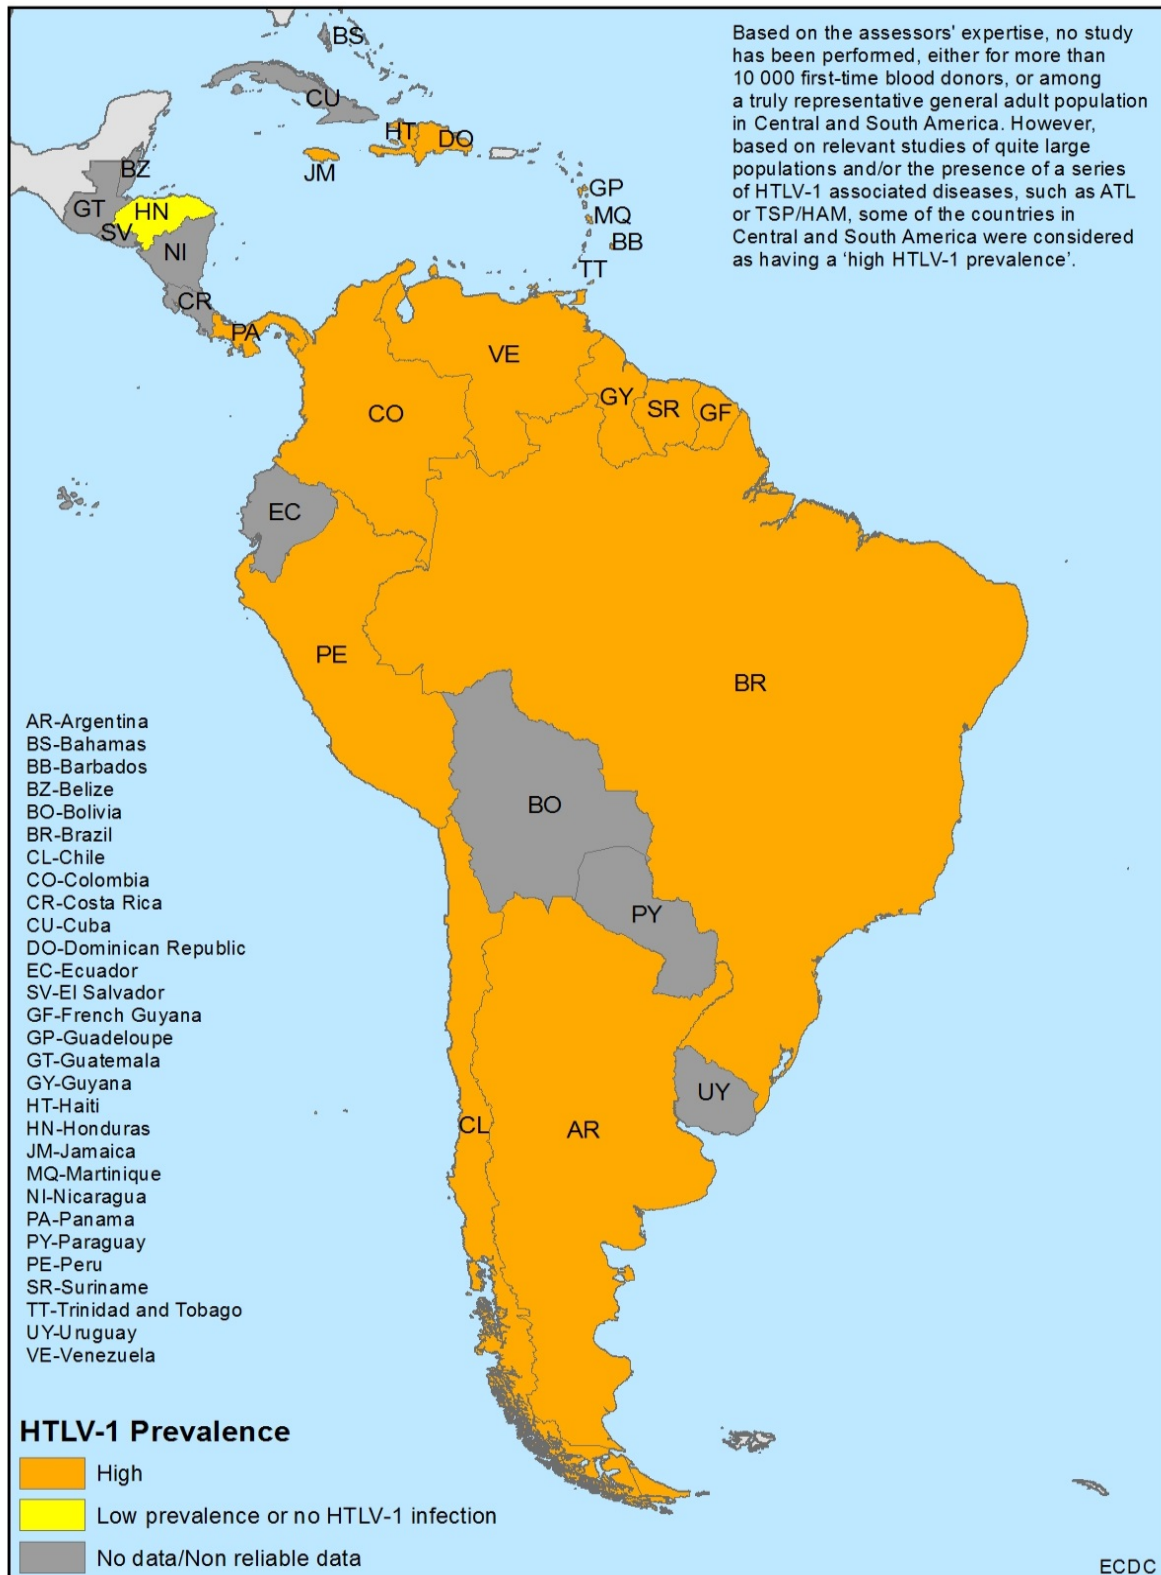 Based on the assessors' expertise, no study
has been performed, either for more than
10 000 first-time blood donors, or among
a truly representative general adult population
in Central and South America. However,
based on relevant studies of quite large
populations and/or the presence of a series
of HTLV-1 associated diseases, such as ATL
or TSP/HAM, some of the countries in
Central and South America were considered
as having a ‘high HTLV-1 prevalence’.
BS
CU
HT
DO
JM
BZ
GT
HN
SV
NI
CR
PA
GP
MQ
BB
TT
VE
CO
GY
SR
GF
EC
PE
BR
BO
PY
UY
CL
AR
AR-Argentina
BS-Bahamas
BB-Barbados
BZ-Belize
BO-Bolivia
BR-Brazil
CL-Chile
CO-Colombia
CR-Costa Rica
CU-Cuba
DO-Dominican Republic
EC-Ecuador
SV-El Salvador
GF-French Guyana
GP-Guadeloupe
GT-Guatemala
GY-Guyana
HT-Haiti
HN-Honduras
JM-Jamaica
MQ-Martinique
NI-Nicaragua
PA-Panama
PY-Paraguay
PE-Peru
SR-Suriname
TT-Trinidad and Tobago
UY-Uruguay
VE-Venezuela
HTLV-1 Prevalence
High
Low prevalence or no HTLV-1 infection
No data/Non reliable data
ECDC